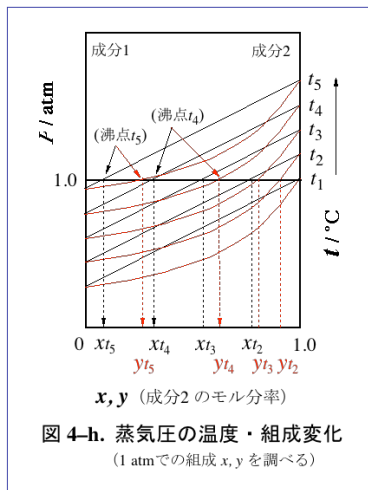 成分1 成分2
P / atm
t5
(沸点t4)
t4
(沸点t5)
t3
t2
1.0
t1
t / °C
0 xt5 xt4 xt3 xt2 1.0
yt5 yt4 yt3 yt2
x, y (成分2 のモル分率)
図 4–h. 蒸気圧の温度・組成変化
(1 atmでの組成 x, y を調べる)